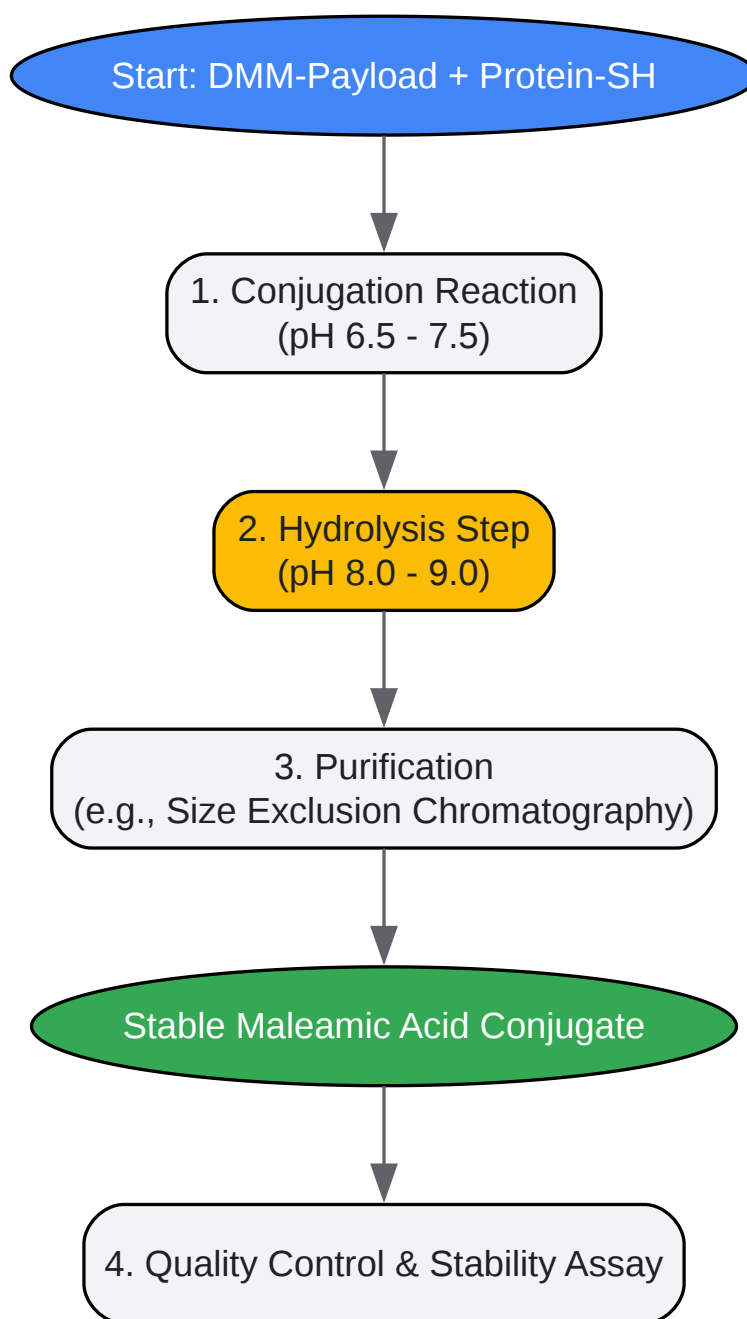 Start: DMM-Payload + Protein-SH
1. Conjugation Reaction
(pH 6.5 - 7.5)
2. Hydrolysis Step
(pH 8.0 - 9.0)
3. Purification
(e.g., Size Exclusion Chromatography)
Stable Maleamic Acid Conjugate
4. Quality Control & Stability Assay